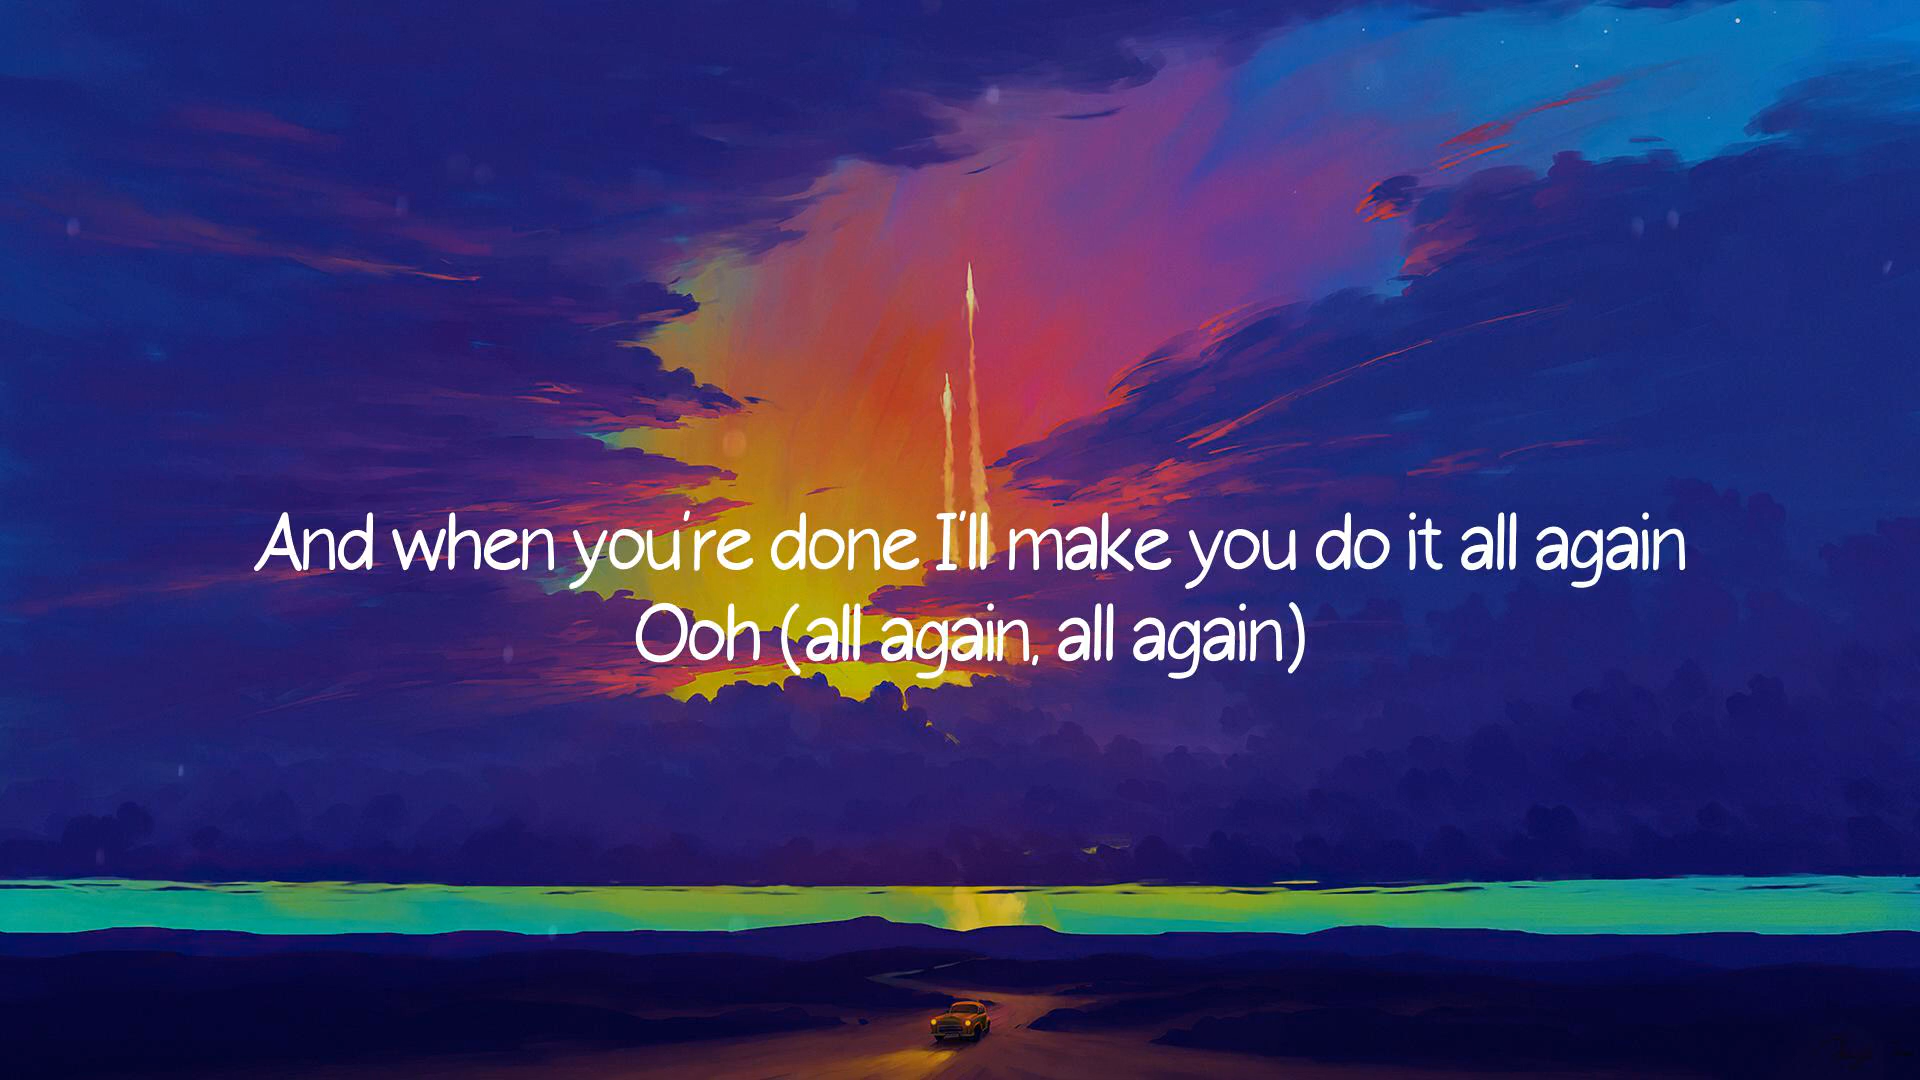 And when you're done I'll make you do it all again
Ooh (all again, all again)